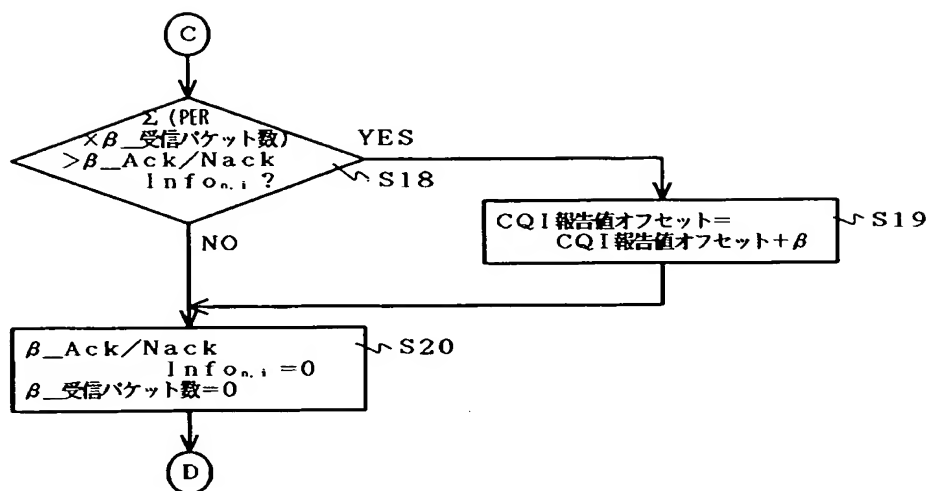 C
Σ(PER
×β_受信パケット数)
>β_Ack/Nack
Info n, i ?
YES
S18
CQI報告値オフセット=
CQI報告値オフセット+β
S19
NO
β_Ack/Nack
Info n, i =0
β_受信パケット数=0
S20
D